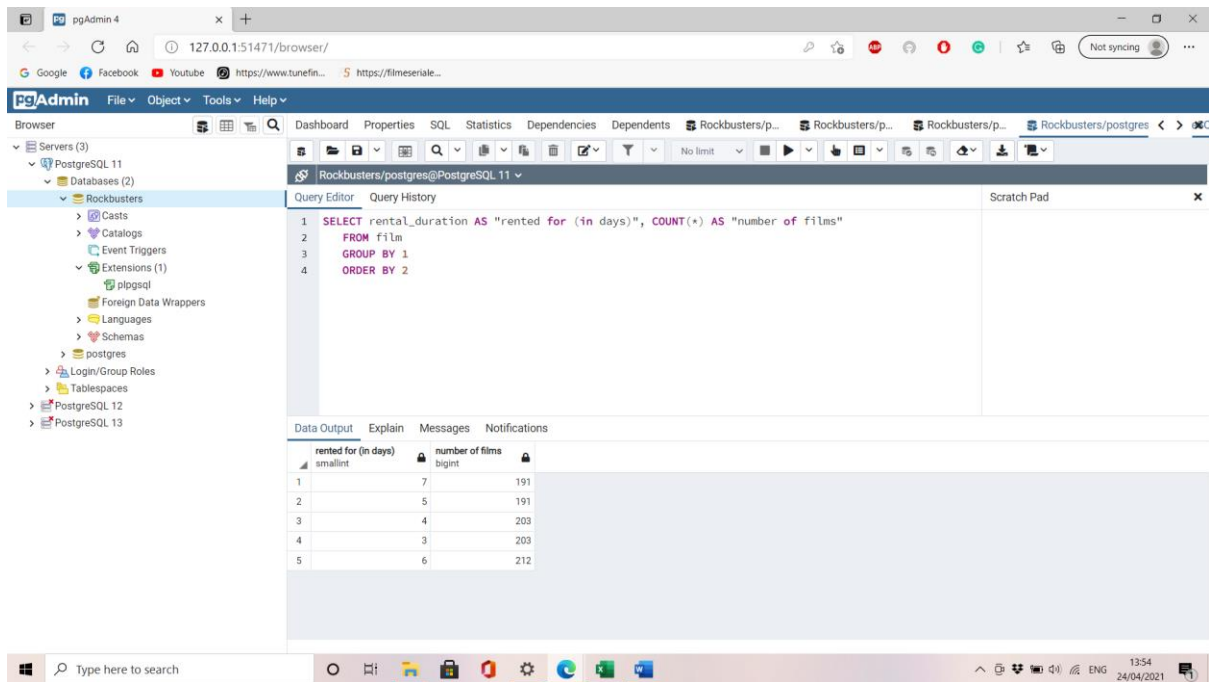 pgAdmin 4
127.0.0.1:51471/browser/
ABP
Not syncing
G Google Facebook Youtube https://www.tunefin... 5 https://filmeseriale...
pgAdmin File Object Tools Help
Browser
Dashboard Properties SQL Statistics Dependencies Dependents Rockbusters/p... Rockbusters/p... Rockbusters/p... Rockbusters/postgres
Servers (3)
PostgreSQL 11
Databases (2)
Rockbusters
Casts
Catalogs
Event Triggers
Extensions (1)
plpgsql
Foreign Data Wrappers
Languages
Schemas
postgres
Login/Group Roles
Tablespaces
PostgreSQL 12
PostgreSQL 13
No limit
Rockbusters/postgres@PostgreSQL 11
Query Editor Query History
Scratch Pad
1 SELECT rental_duration AS "rented for (in days)", COUNT(*) AS "number of films"
2 FROM film
3 GROUP BY 1
4 ORDER BY 2
Data Output Explain Messages Notifications
rented for (in days) number of films
smallint bigint
1 7 191
2 5 191
3 4 203
4 3 203
5 6 212
Type here to search
ENG
13:54
24/04/2021